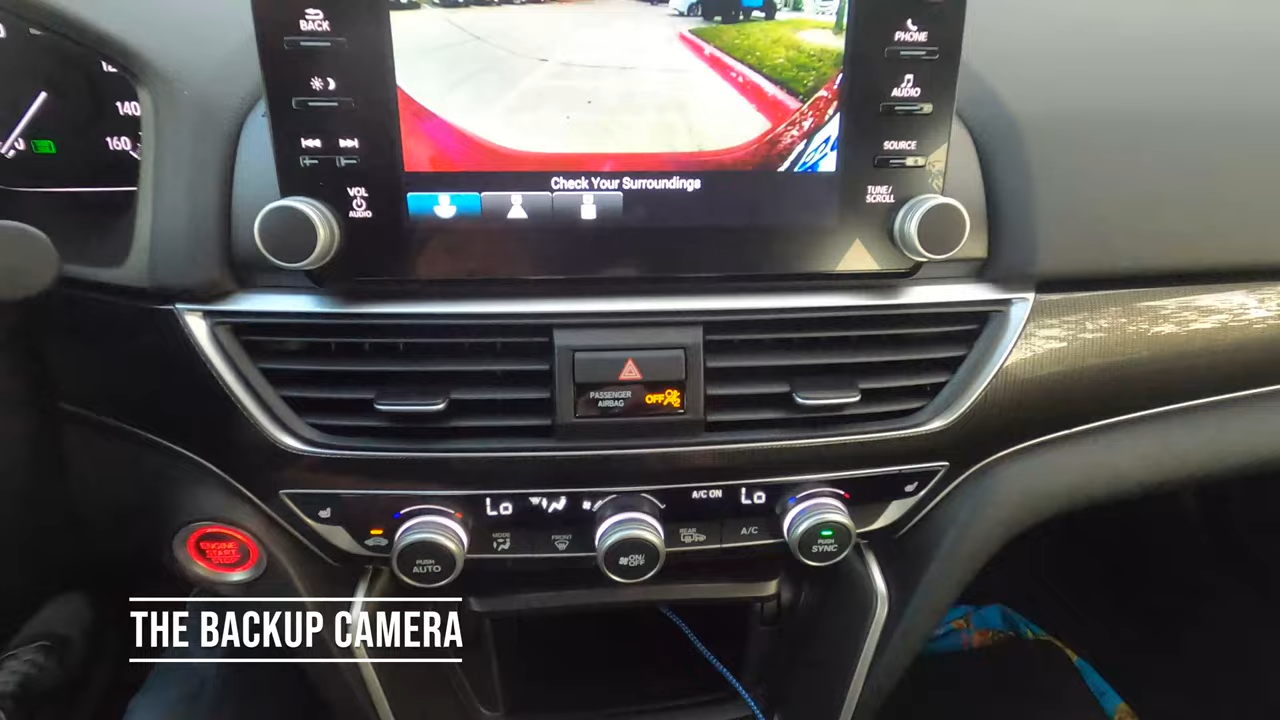 BACK
VOL
AUDIO
140
160
Check Your Surroundings
PHONE
AUDIO
SOURCE
TUNE/
SCROLL
PASSENGER
AIRBAG
OFF
2
Lo
A/C ON
Lo
ENGINE
START
STOP
PUSH
AUTO
MODE
FRONT
ON/
OFF
REAR
A/C
PUSH
SYNC
THE BACKUP CAMERA